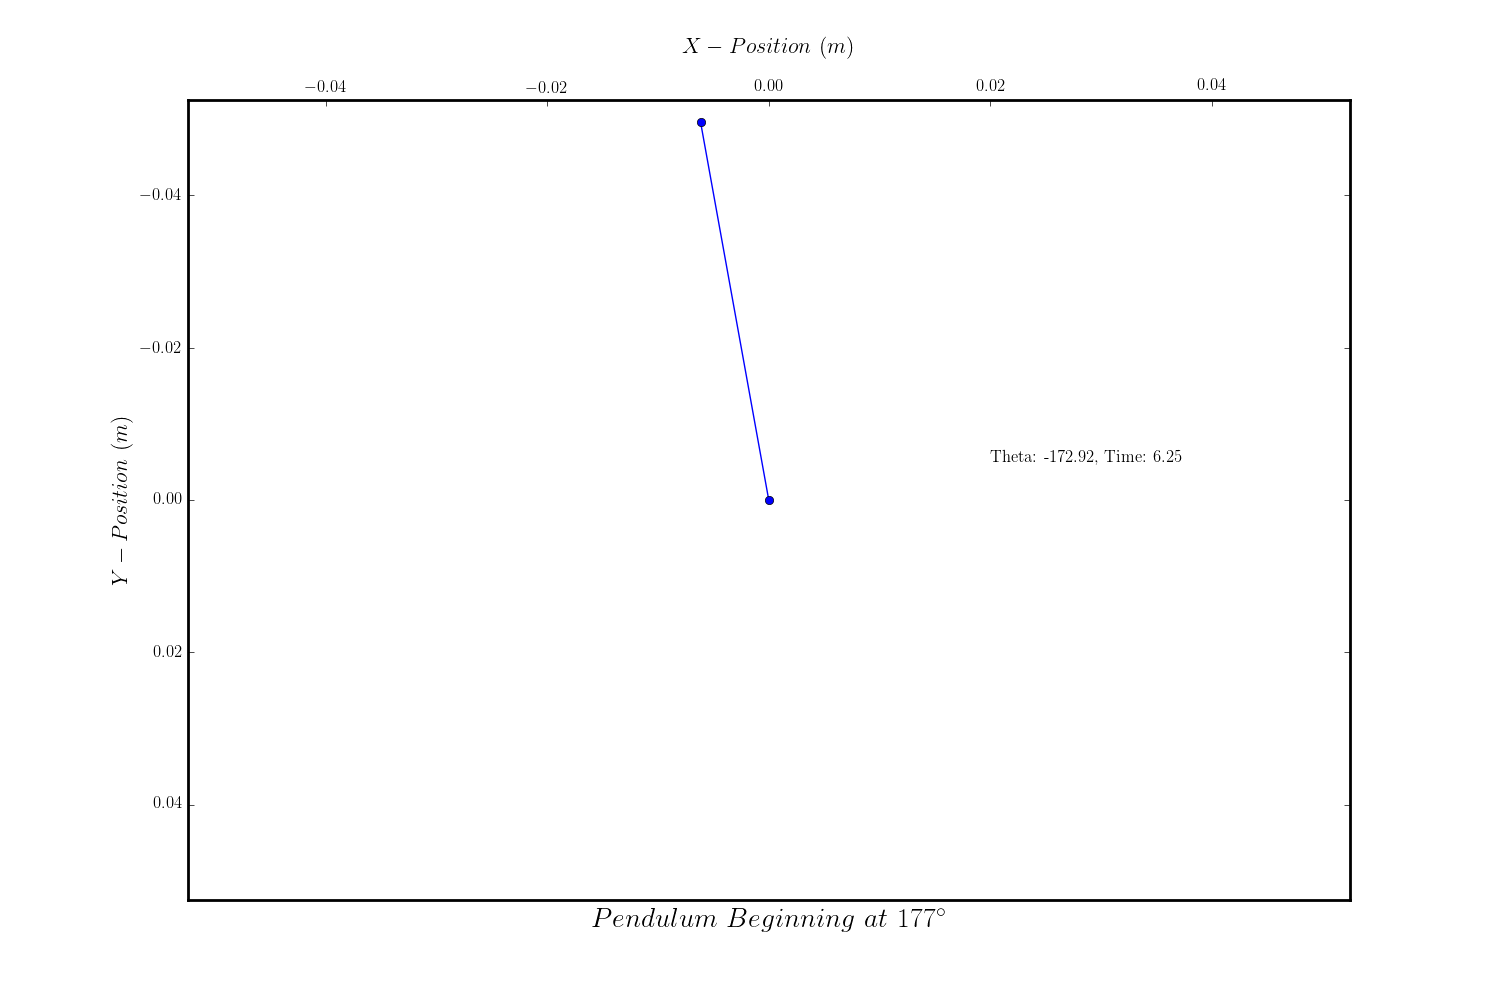 X − Position (m)
−0.04 −0.02 0.00 0.02 0.04
−0.04
−0.02
Y − Position (m)
Theta: -172.92, Time: 6.25
0.00
0.02
0.04
Pendulum Beginning at 177°